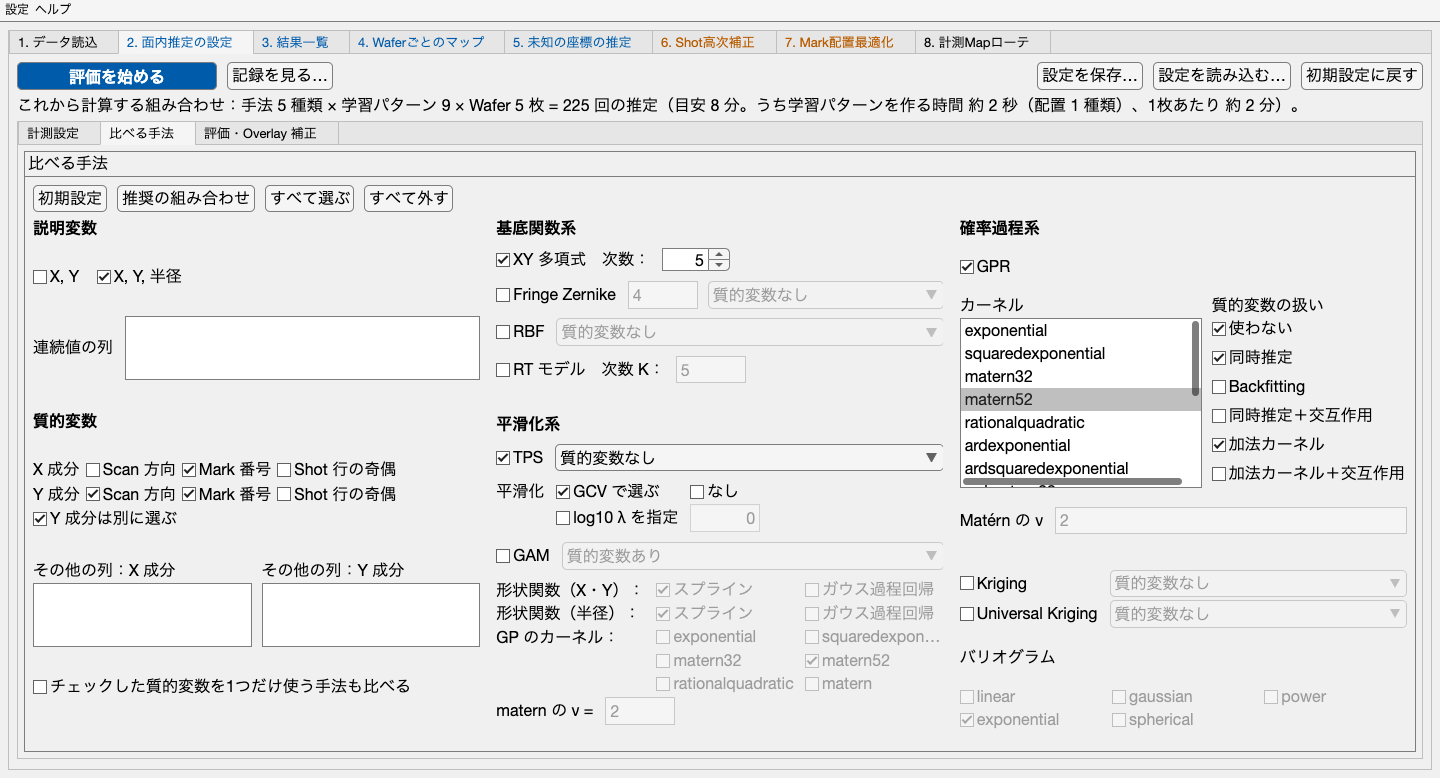 設定 ヘルプ
1. データ読込 2. 面内推定の設定 3. 結果一覧 4. Waferごとのマップ 5. 未知の座標の推定 6. Shot高次補正 7. Mark配置最適化 8. 計測Mapローテ
評価を始める 記録を見る... 設定を保存... 設定を読み込む... 初期設定に戻す
これから計算する組み合わせ：手法 5 種類 × 学習パターン 9 × Wafer 5 枚 = 225 回の推定（目安 8 分。うち学習パターンを作る時間 約 2 秒（配置 1 種類）、1枚あたり 約 2 分）。
計測設定 比べる手法 評価・Overlay 補正
比べる手法
初期設定 推奨の組み合わせ すべて選ぶ すべて外す
説明変数
X, Y X, Y, 半径
連続値の列
質的変数
X 成分 Scan 方向 Mark 番号 Shot 行の奇偶
Y 成分 Scan 方向 Mark 番号 Shot 行の奇偶
Y 成分は別に選ぶ
その他の列：X 成分 その他の列：Y 成分
チェックした質的変数を1つだけ使う手法も比べる
基底関数系
XY 多項式 次数： 5
Fringe Zernike 4 質的変数なし
RBF 質的変数なし
RT モデル 次数 K： 5
平滑化系
TPS 質的変数なし
平滑化 GCV で選ぶ なし
log10 λ を指定 0
GAM 質的変数あり
形状関数（X・Y）： スプライン ガウス過程回帰
形状関数（半径）： スプライン ガウス過程回帰
GP のカーネル： exponential squaredexpon...
matern32 matern52
rationalquadratic matern
matern の ν = 2
確率過程系
GPR
カーネル
exponential
squaredexponential
matern32
matern52
rationalquadratic
ardexponential
ardsquaredexponential
質的変数の扱い
使わない
同時推定
Backfitting
同時推定＋交互作用
加法カーネル
加法カーネル＋交互作用
Matérn の ν 2
Kriging 質的変数なし
Universal Kriging 質的変数なし
バリオグラム
linear gaussian power
exponential spherical